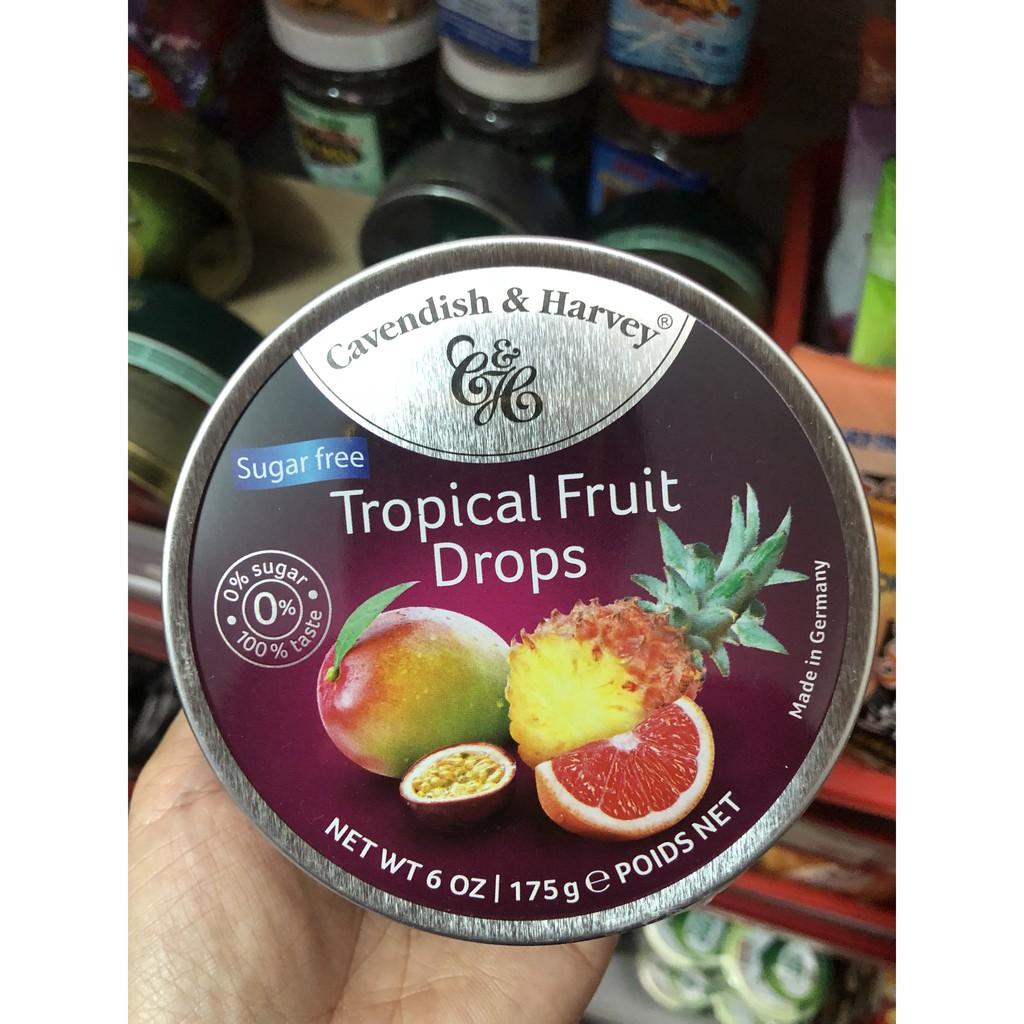 Cavendish & Harvey®
C&H
Sugar free
Tropical Fruit
Drops
0% sugar
0%
100% taste
Made in Germany
NET WT 6 OZ | 175 g ℮ POIDS NET